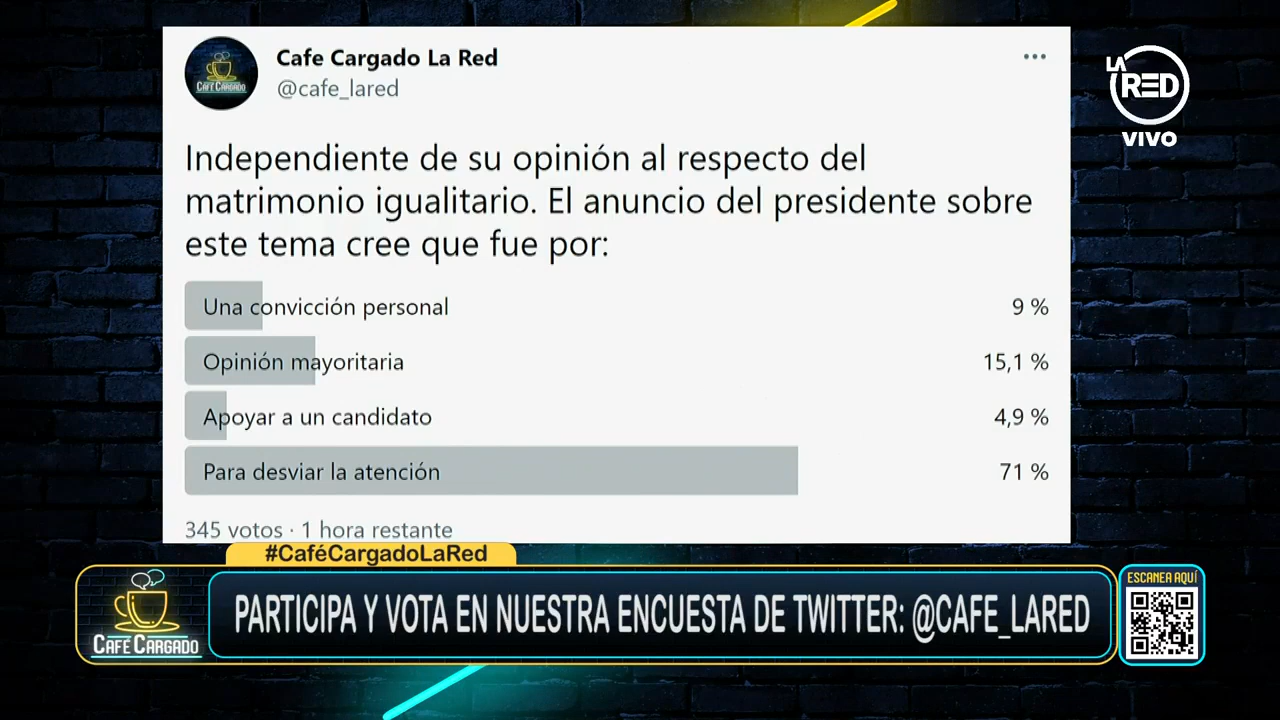 Cafe Cargado La Red
@cafe_lared
LA
RED
VIVO
CAFÉ CARGADO
Independiente de su opinión al respecto del
matrimonio igualitario. El anuncio del presidente sobre
este tema cree que fue por:
Una convicción personal 9 %
Opinión mayoritaria 15,1 %
Apoyar a un candidato 4,9 %
Para desviar la atención 71 %
345 votos · 1 hora restante
#CaféCargadoLaRed
CAFÉ CARGADO
PARTICIPA Y VOTA EN NUESTRA ENCUESTA DE TWITTER: @CAFE_LARED
ESCANEA AQUÍ